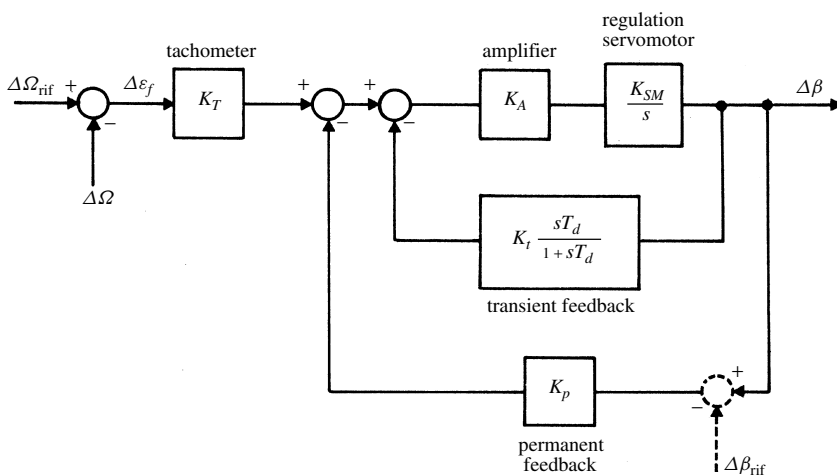 regulation
servomotor
tachometer
amplifier
ΔΩrif
+
−
Δεf
KT
+
−
+
−
KA
KSM
s
Δβ
ΔΩ
Kt sTd
1 + sTd
transient feedback
Kp
+
−
permanent
feedback
Δβrif